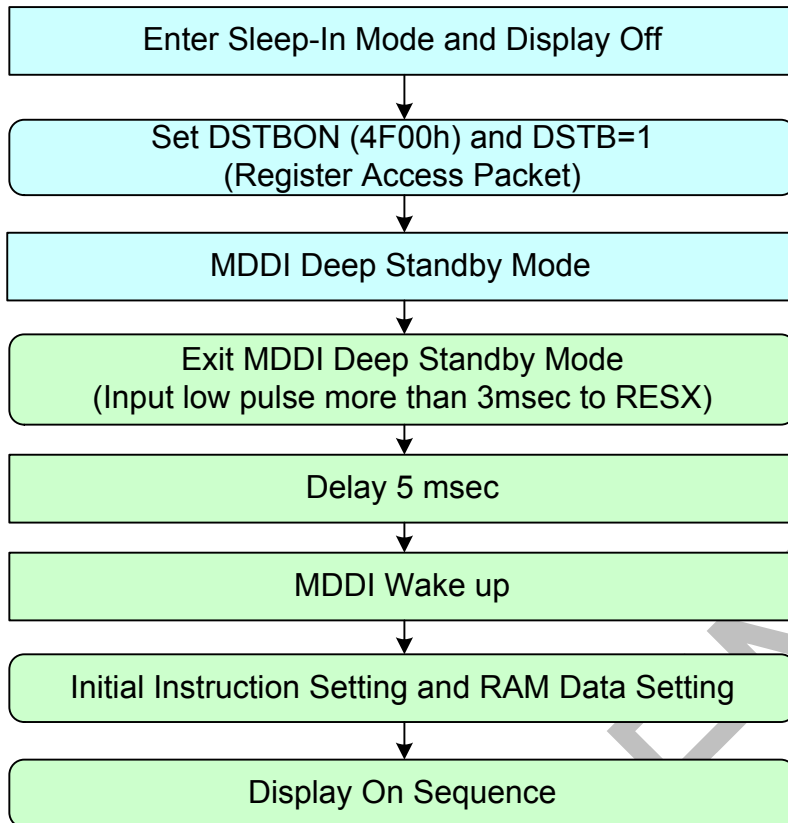 Enter Sleep-In Mode and Display Off
Set DSTBON (4F00h) and DSTB=1
(Register Access Packet)
MDDI Deep Standby Mode
Exit MDDI Deep Standby Mode
(Input low pulse more than 3msec to RESX)
Delay 5 msec
MDDI Wake up
Initial Instruction Setting and RAM Data Setting
Display On Sequence